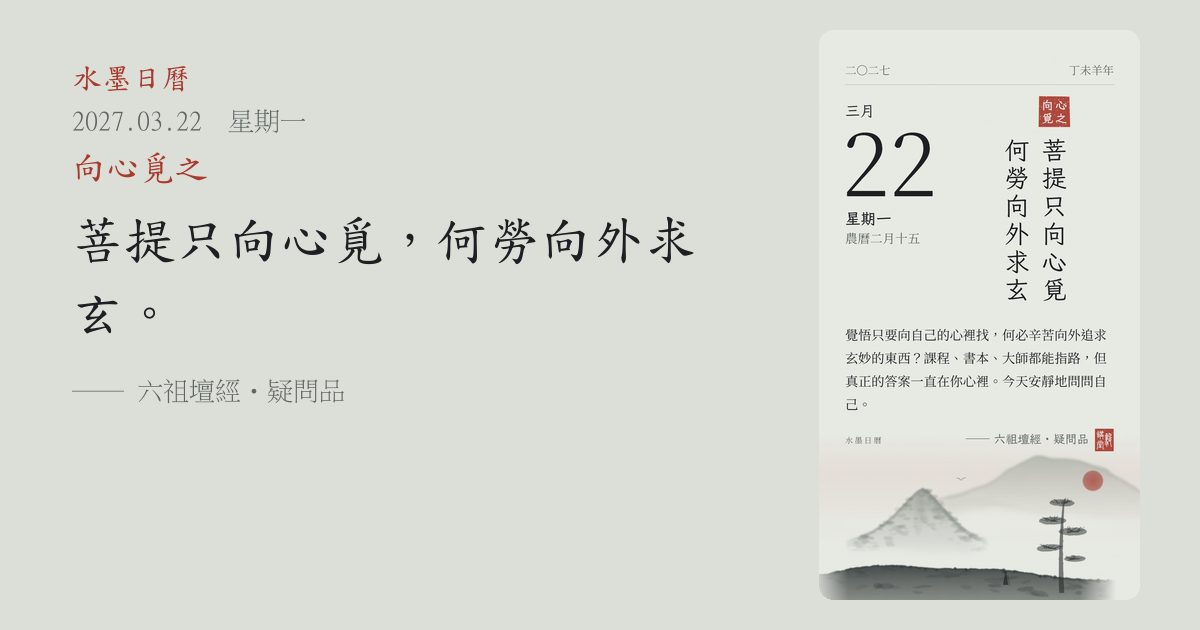 水墨日曆
2027.03.22 星期一
向心覓之
菩提只向心覓，何勞向外求
玄。
—— 六祖壇經・疑問品
二〇二七
丁未羊年
三月
22
星期一
農曆二月十五
心之
向覓
菩提只向心覓
何勞向外求玄
覺悟只要向自己的心裡找，何必辛苦向外追求
玄妙的東西？課程、書本、大師都能指路，但
真正的答案一直在你心裡。今天安靜地問問自
己。
水墨日曆
—— 六祖壇經・疑問品